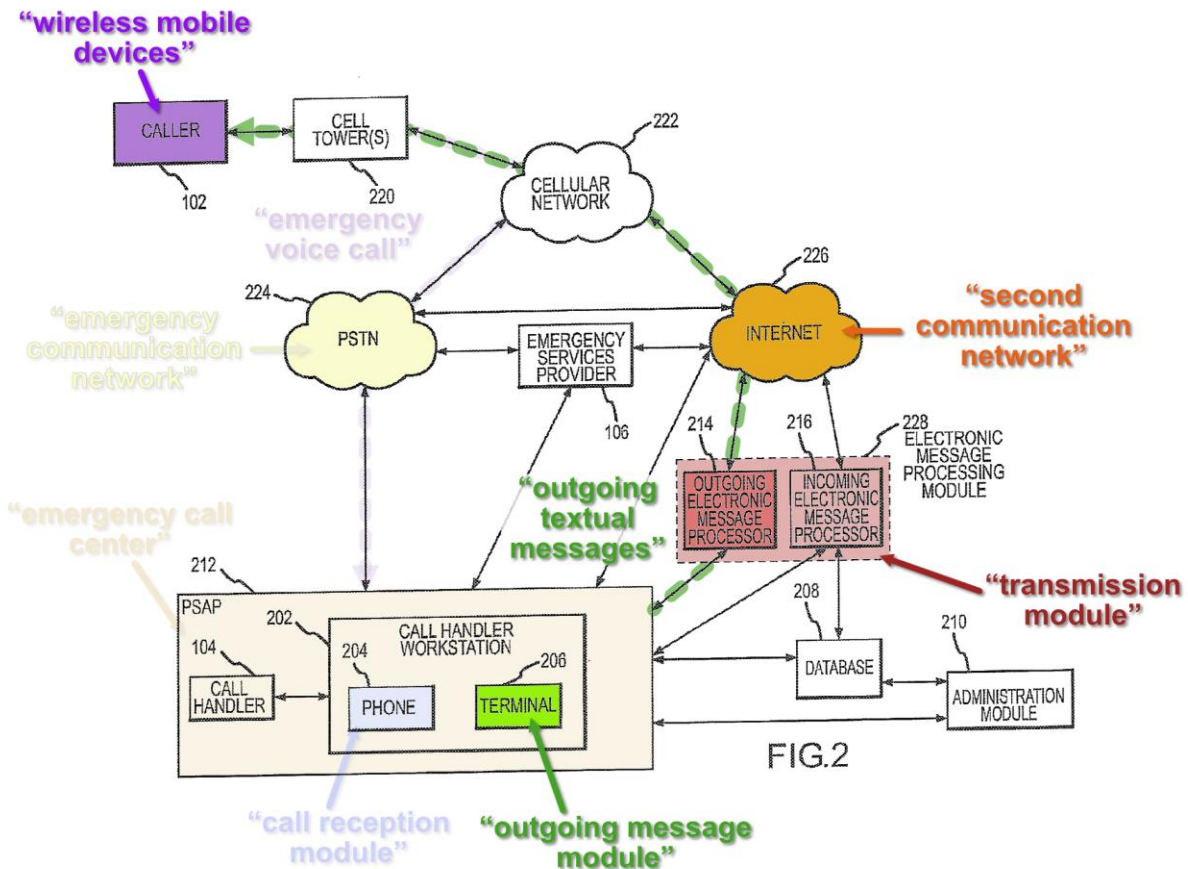 “wireless mobile
devices”
CALLER
102
CELL
TOWER(S)
220
222
CELLULAR
NETWORK
“emergency
voice call”
224
PSTN
“emergency
communication
network”
226
INTERNET
“second
communication
network”
EMERGENCY
SERVICES
PROVIDER
106
214
216
228
ELECTRONIC
MESSAGE
PROCESSING
MODULE
OUTGOING
ELECTRONIC
MESSAGE
PROCESSOR
INCOMING
ELECTRONIC
MESSAGE
PROCESSOR
“outgoing
textual
messages”
“emergency call
center”
“transmission
module”
212
PSAP
202
CALL HANDLER
WORKSTATION
104
CALL
HANDLER
204
PHONE
206
TERMINAL
208
DATABASE
210
ADMINISTRATION
MODULE
FIG.2
“call reception
module”
“outgoing message
module”